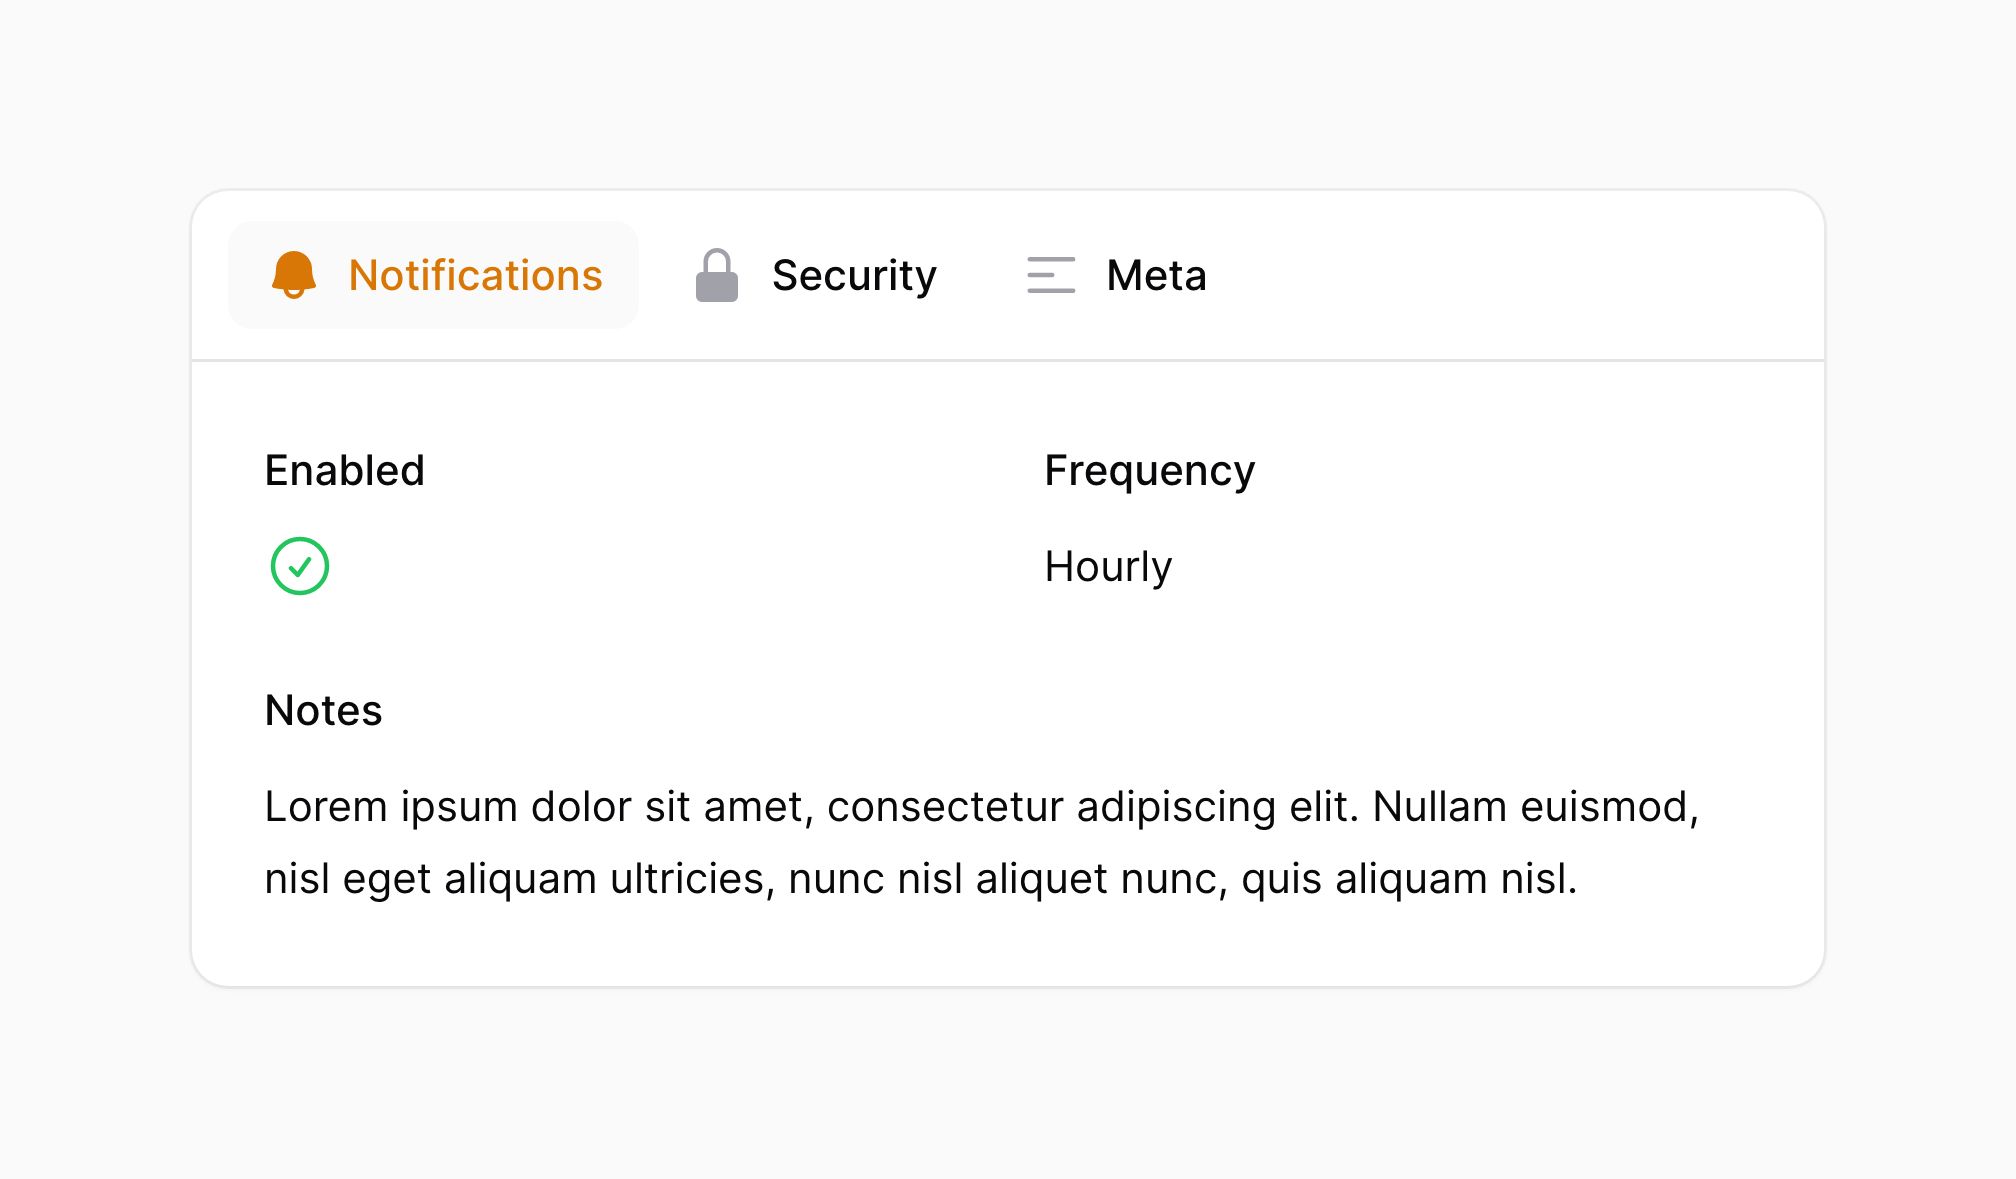 Notifications
Security
Meta
Enabled
Frequency
Hourly
Notes
Lorem ipsum dolor sit amet, consectetur adipiscing elit. Nullam euismod,
nisl eget aliquam ultricies, nunc nisl aliquet nunc, quis aliquam nisl.